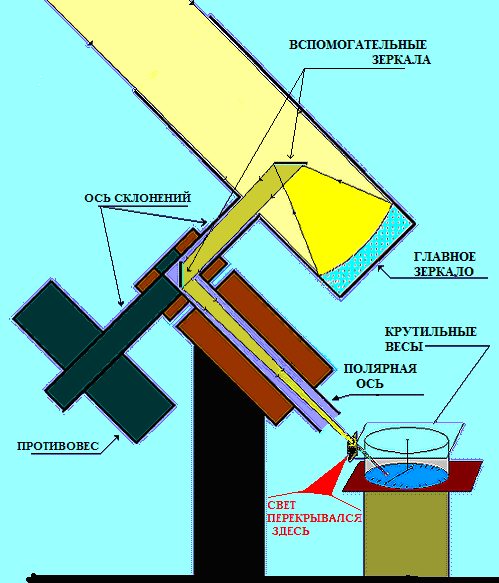 ВСПОМОГАТЕЛЬНЫЕ
ЗЕРКАЛА
ОСЬ СКЛОНЕНИЙ
ГЛАВНОЕ
ЗЕРКАЛО
КРУТИЛЬНЫЕ
ВЕСЫ
ПОЛЯРНАЯ
ОСЬ
ПРОТИВОВЕС
СВЕТ
ПЕРЕКРЫВАЛСЯ
ЗДЕСЬ